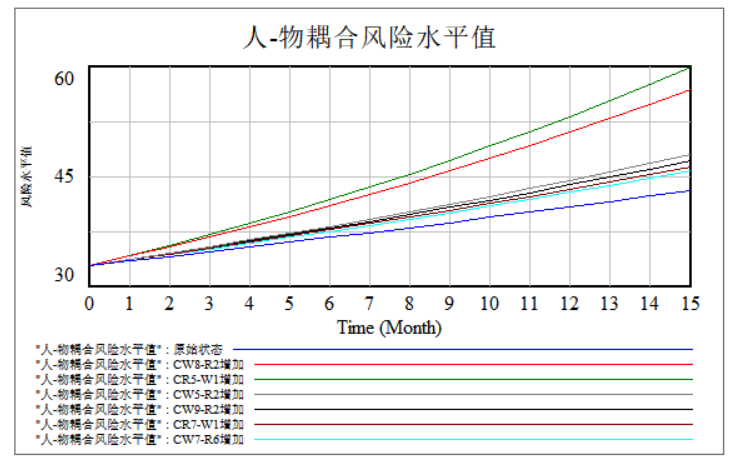 人-物耦合风险水平值
60
45
30
风险水平值
0 1 2 3 4 5 6 7 8 9 10 11 12 13 14 15
Time (Month)
"人-物耦合风险水平值"：原始状态
"人-物耦合风险水平值"：CW8-R2增加
"人-物耦合风险水平值"：CR5-W1增加
"人-物耦合风险水平值"：CW5-R2增加
"人-物耦合风险水平值"：CW9-R2增加
"人-物耦合风险水平值"：CR7-W1增加
"人-物耦合风险水平值"：CW7-R6增加